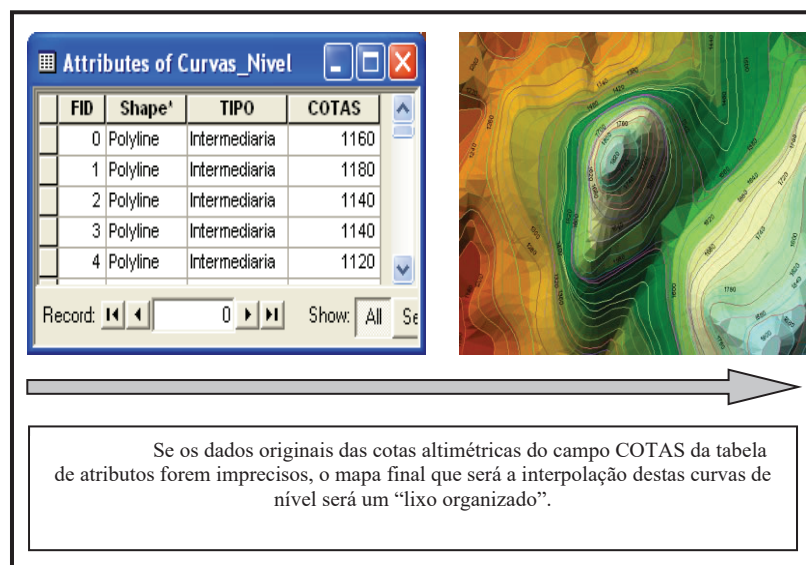 Attributes of Curvas_Nivel
FID Shape* TIPO COTAS
0 Polyline Intermediaria 1160
1 Polyline Intermediaria 1180
2 Polyline Intermediaria 1140
3 Polyline Intermediaria 1140
4 Polyline Intermediaria 1120
Record: 0 Show: All Se
Se os dados originais das cotas altimétricas do campo COTAS da tabela
de atributos forem imprecisos, o mapa final que será a interpolação destas curvas de
nível será um “lixo organizado”.